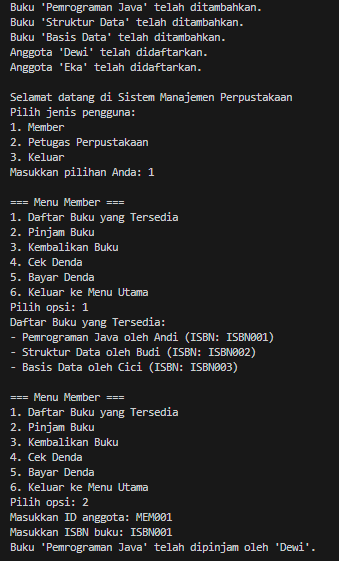 Buku 'Pemrograman Java' telah ditambahkan.
Buku 'Struktur Data' telah ditambahkan.
Buku 'Basis Data' telah ditambahkan.
Anggota 'Dewi' telah didaftarkan.
Anggota 'Eka' telah didaftarkan.

Selamat datang di Sistem Manajemen Perpustakaan
Pilih jenis pengguna:
1. Member
2. Petugas Perpustakaan
3. Keluar
Masukkan pilihan Anda: 1

=== Menu Member ===
1. Daftar Buku yang Tersedia
2. Pinjam Buku
3. Kembalikan Buku
4. Cek Denda
5. Bayar Denda
6. Keluar ke Menu Utama
Pilih opsi: 1
Daftar Buku yang Tersedia:
- Pemrograman Java oleh Andi (ISBN: ISBN001)
- Struktur Data oleh Budi (ISBN: ISBN002)
- Basis Data oleh Cici (ISBN: ISBN003)

=== Menu Member ===
1. Daftar Buku yang Tersedia
2. Pinjam Buku
3. Kembalikan Buku
4. Cek Denda
5. Bayar Denda
6. Keluar ke Menu Utama
Pilih opsi: 2
Masukkan ID anggota: MEM001
Masukkan ISBN buku: ISBN001
Buku 'Pemrograman Java' telah dipinjam oleh 'Dewi'.